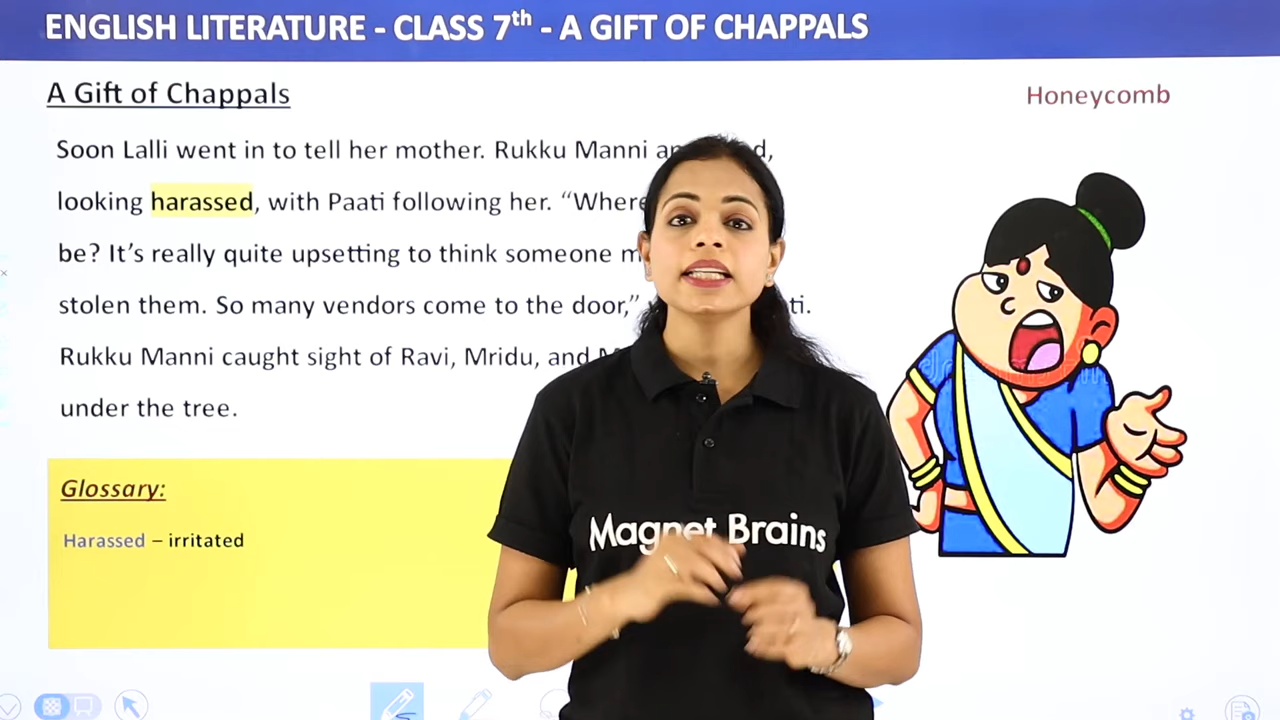 ENGLISH LITERATURE - CLASS 7th - A GIFT OF CHAPPALS
A Gift of Chappals
Honeycomb
Soon Lalli went in to tell her mother. Rukku Manni
looking harassed, with Paati following her. “Where
be? It’s really quite upsetting to think someone
stolen them. So many vendors come to the door,”
Rukku Manni caught sight of Ravi, Mridu, and
under the tree.
Glossary:
Harassed – irritated
Magnet Brains